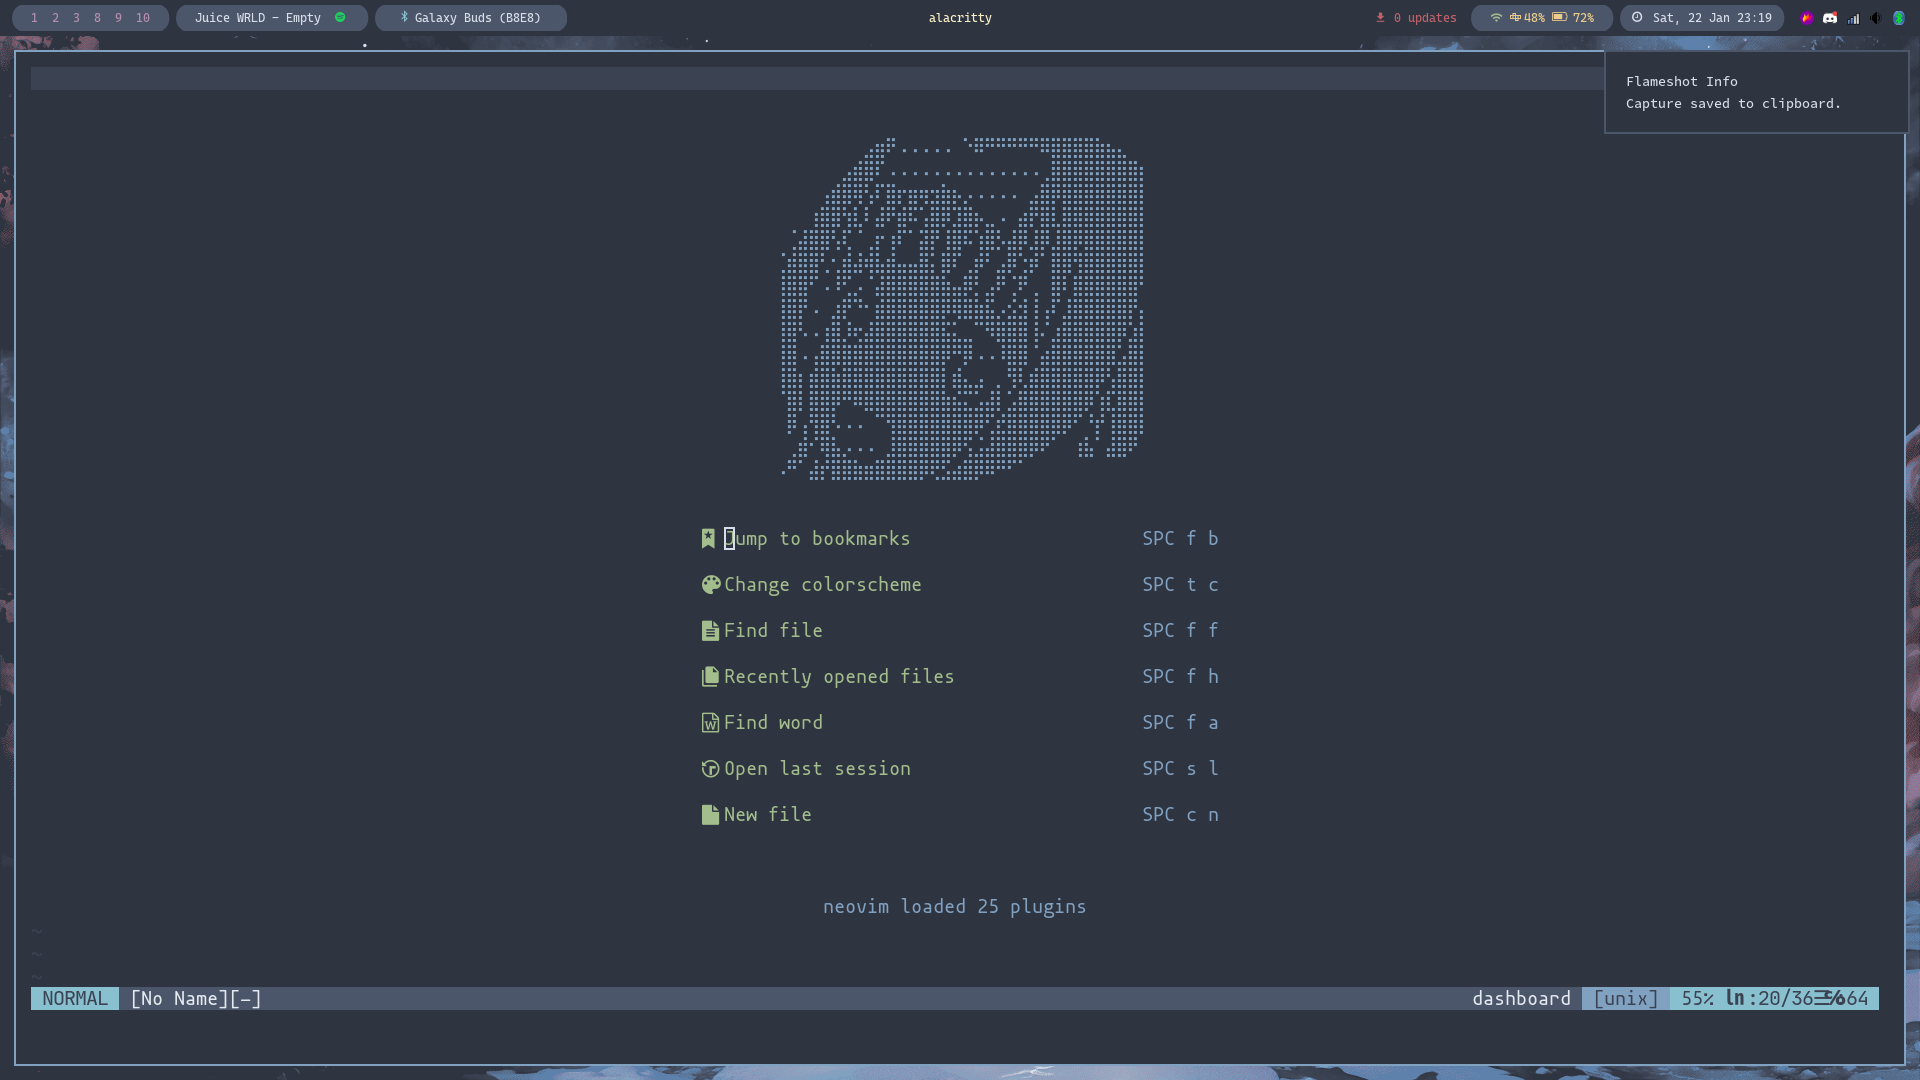 1 2 3 8 9 10 Juice WRLD – Empty Galaxy Buds (B8E8) alacritty 0 updates 48% 72% Sat, 22 Jan 23:19
Flameshot Info
Capture saved to clipboard.
Jump to bookmarks SPC f b
Change colorscheme SPC t c
Find file SPC f f
Recently opened files SPC f h
Find word SPC f a
Open last session SPC s l
New file SPC c n
neovim loaded 25 plugins
~
~
~
NORMAL [No Name][-] dashboard [unix] 55% ln:20/36